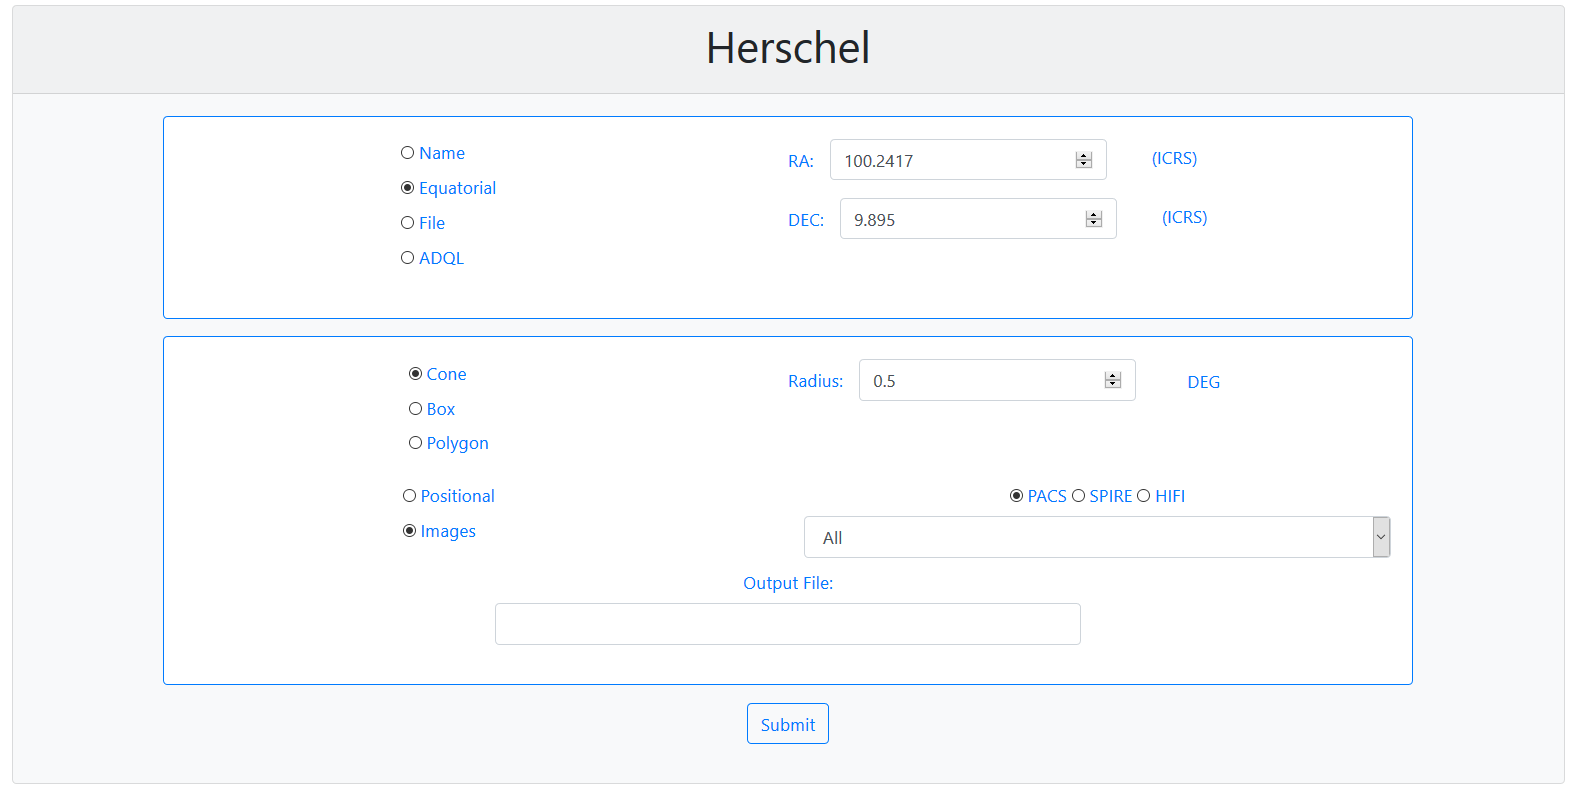 Herschel
Name
Equatorial
File
ADQL
RA: 100.2417 (ICRS)
DEC: 9.895 (ICRS)
Cone
Box
Polygon
Radius: 0.5 DEG
Positional
Images
PACS SPIRE HIFI
All
Output File:
Submit